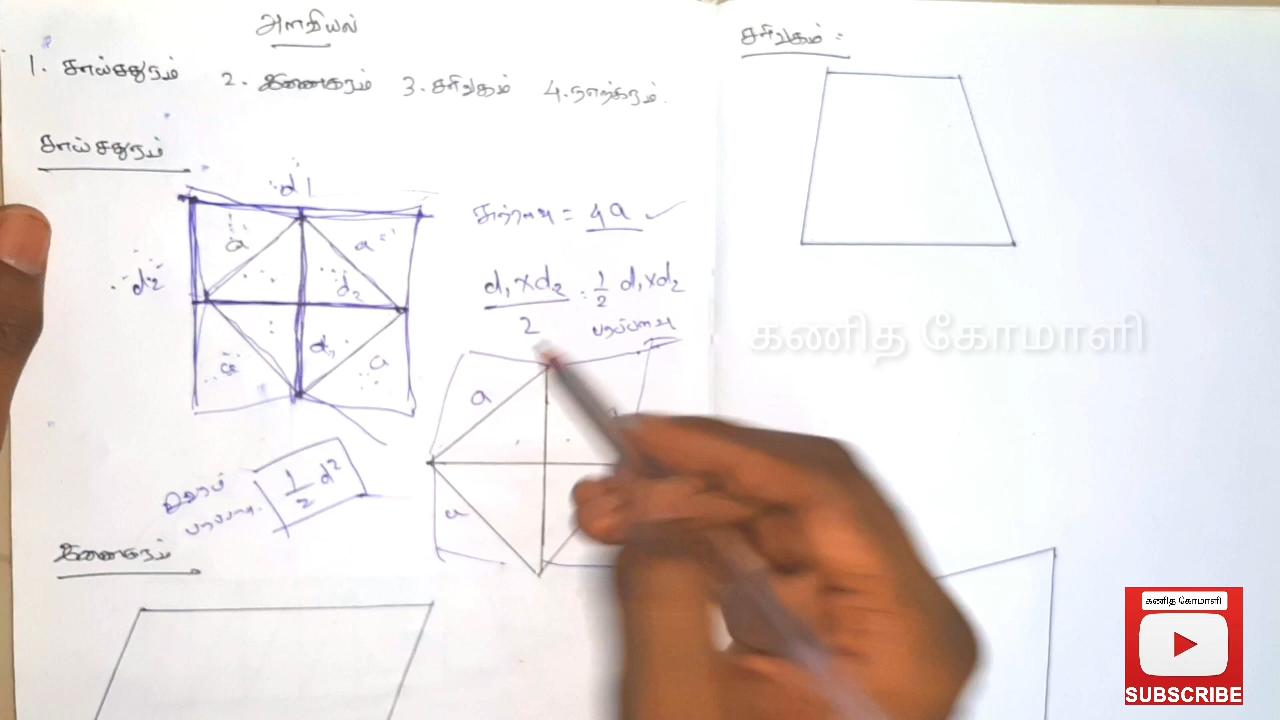 அளவியல்
1. சாய்சதுரம் 2. இணைகரம் 3. சரிவகம் 4. நாற்கரம்.
சாய்சதுரம்
d1
a a
d2 d2
d1
a a
சுற்றளவு = 4a ✓
d1 x d2 / 2 = 1/2 d1 x d2
பரப்பளவு
a
a
1/2 d²
இணைகரம்
சரிவகம் :
கணித கோமாளி
கணித கோமாளி
SUBSCRIBE